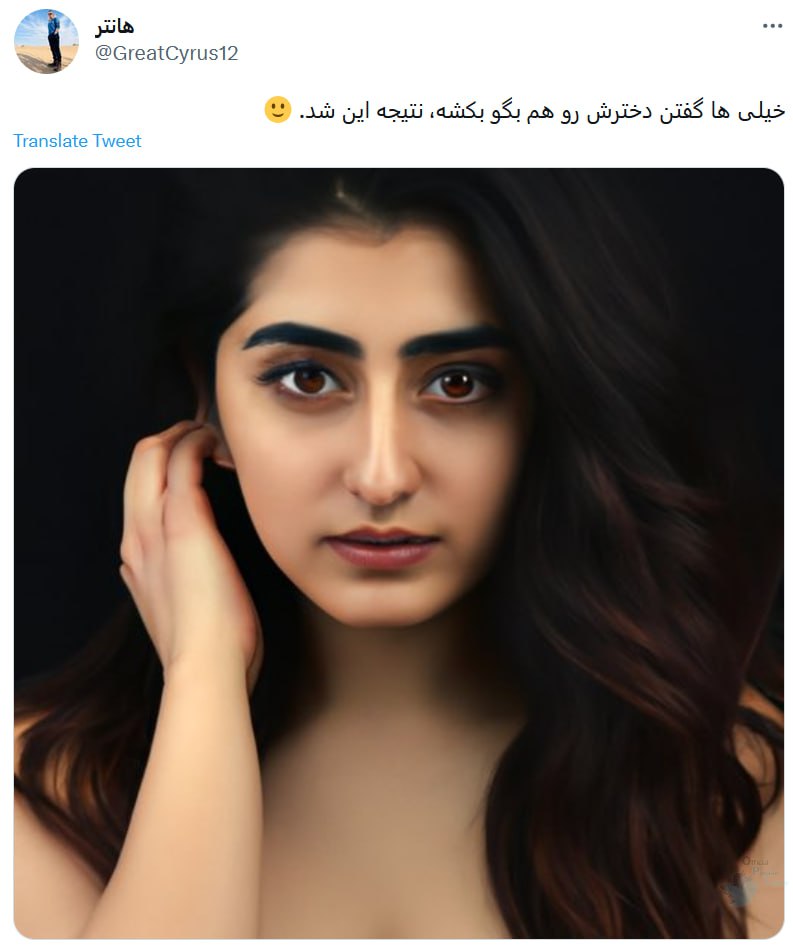 هانتر
@GreatCyrus12
خیلی ها گفتن دخترش رو هم بگو بکشه، نتیجه این شد. 🙂
Translate Tweet